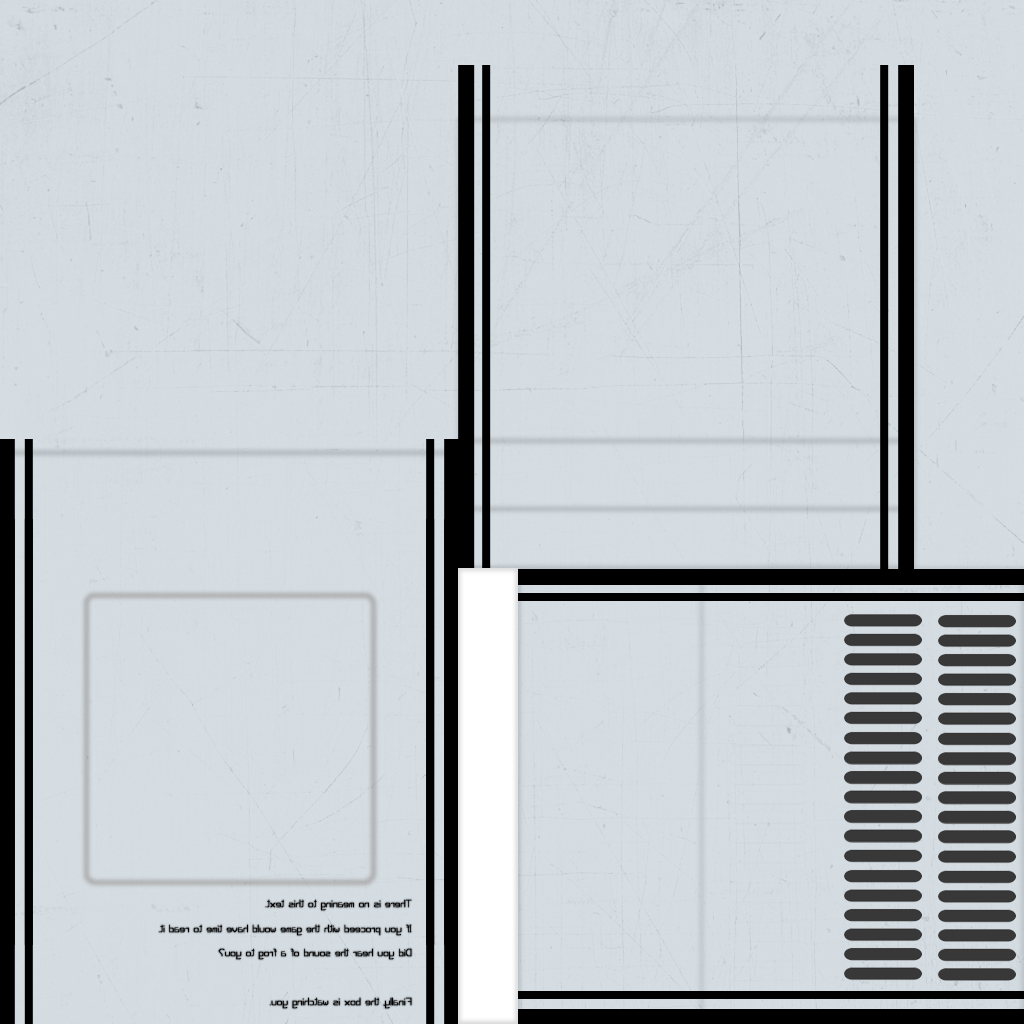 There is no meaning to this text.
If you proceed with the game would have time to read it.
Did you hear the sound of a frog to you?
Finally, the box is watching you.